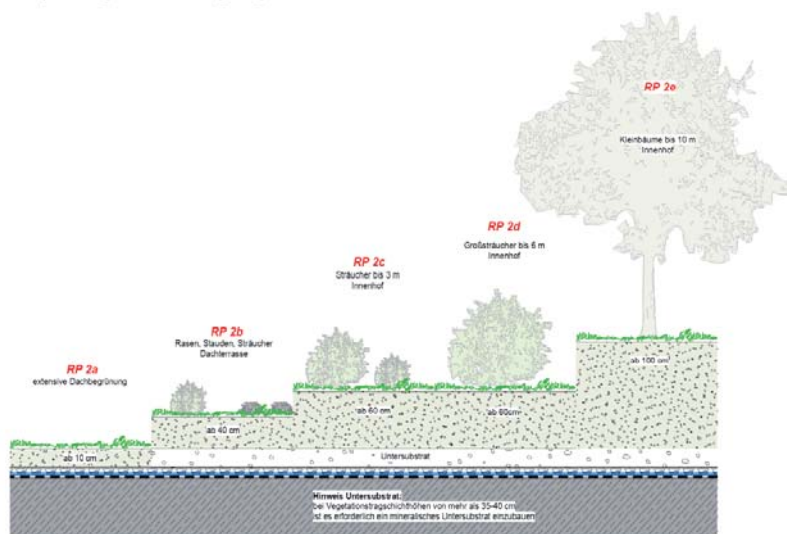 RP 2e
Kleinbäume bis 10 m
Innenhof
RP 2d
Großsträucher bis 6 m
Innenhof
RP 2c
Sträucher bis 3 m
Innenhof
RP 2b
Rasen, Stauden, Sträucher
Dachterrasse
RP 2a
extensive Dachbegrünung
ab 100 cm
ab 60 cm
ab 60cm
ab 40 cm
ab 10 cm
Untersubstrat
Hinweis Untersubstrat:
bei Vegetationstragschichthöhen von mehr als 35-40 cm
ist es erforderlich ein mineralisches Untersubstrat einzubauen